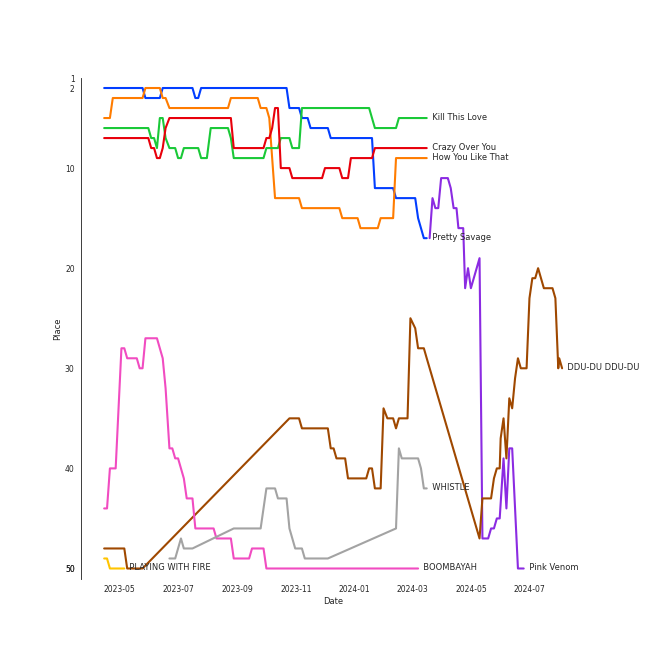 1
2
Kill This Love
Crazy Over You
How You Like That
10
Pretty Savage
20
Place
30
DDU-DU DDU-DU
40
WHISTLE
50
PLAYING WITH FIRE
BOOMBAYAH
Pink Venom
2023-05
2023-07
2023-09
2023-11
2024-01
2024-03
2024-05
2024-07
Date